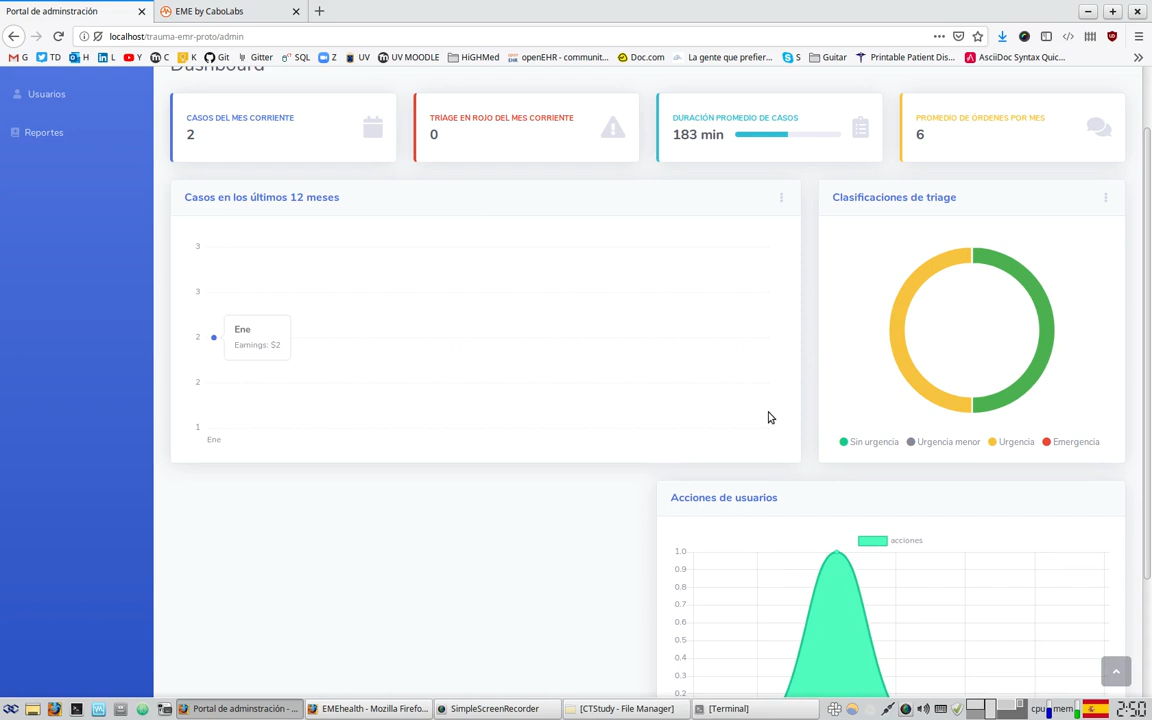 Portal de adminstración
EME by CaboLabs
localhost/trauma-emr-proto/admin
G TD H L YT C K Git Gitter SQL Z UV UV MOODLE HiGHMed openEHR - communit... Doc.com La gente que prefier... S Guitar Printable Patient Dis... AsciiDoc Syntax Quic...
Dashboard
Usuarios
Reportes
CASOS DEL MES CORRIENTE
2
TRÍAGE EN ROJO DEL MES CORRIENTE
0
DURACIÓN PROMEDIO DE CASOS
183 min
PROMEDIO DE ÓRDENES POR MES
6
Casos en los últimos 12 meses
3
3
2
2
1
Ene
Ene
Earnings: $2
Clasificaciones de triage
Sin urgencia Urgencia menor Urgencia Emergencia
Acciones de usuarios
acciones
1.0
0.9
0.8
0.7
0.6
0.5
0.4
0.3
0.2
Portal de adminstración - ...
EMEhealth - Mozilla Firefo...
SimpleScreenRecorder
[CTStudy - File Manager]
[Terminal]
cpu mem 2:50